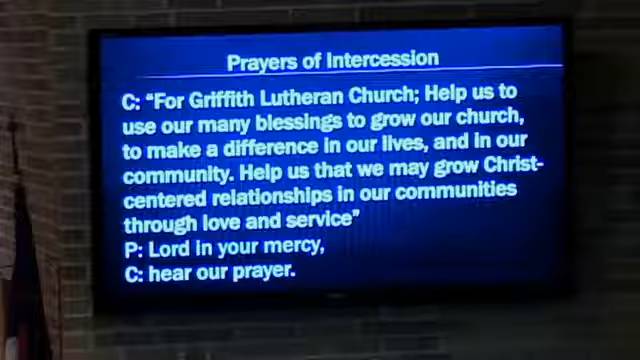 Prayers of Intercession
C: “For Griffith Lutheran Church; Help us to
use our many blessings to grow our church,
to make a difference in our lives, and in our
community. Help us that we may grow Christ-
centered relationships in our communities
through love and service”
P: Lord in your mercy,
C: hear our prayer.